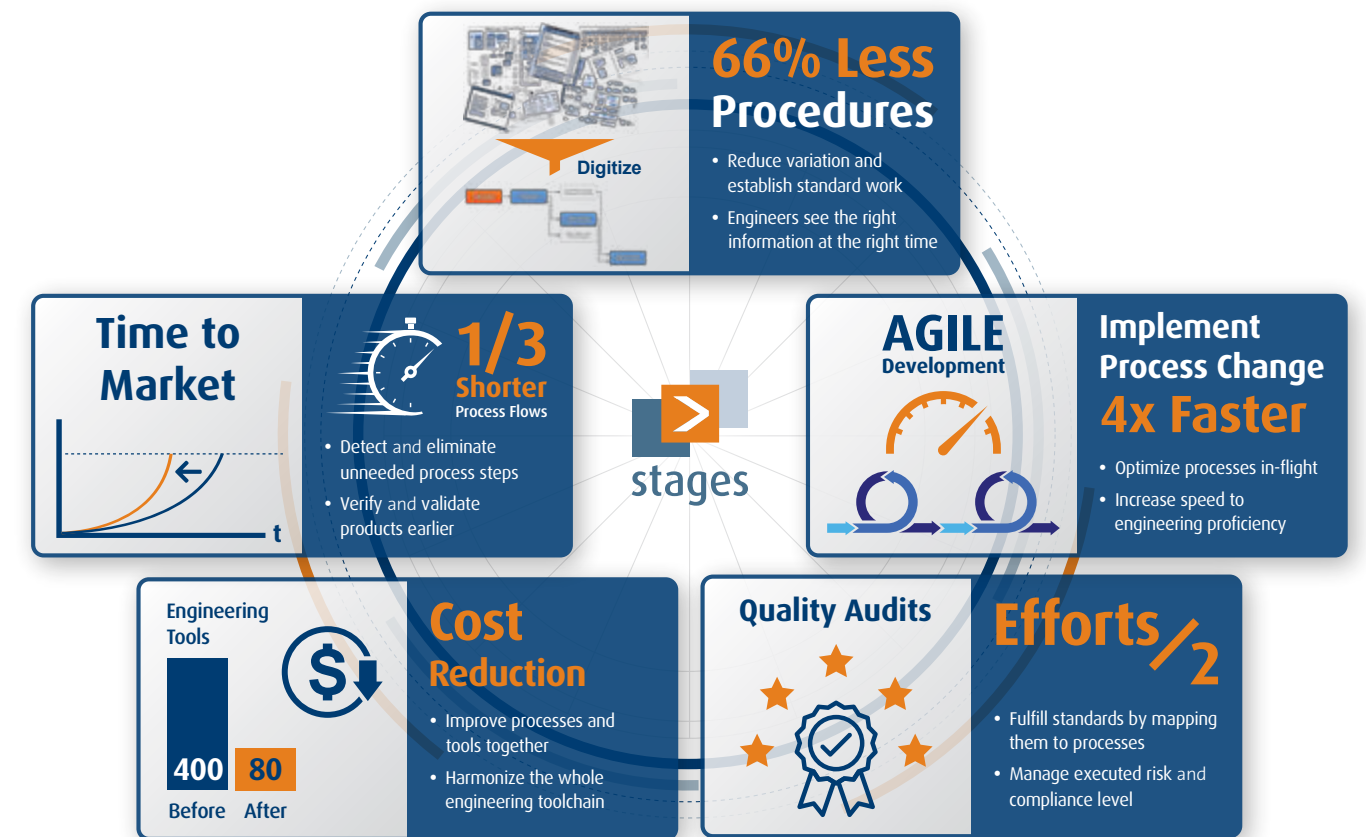 Digitize
66% Less
Procedures
• Reduce variation and
establish standard work
• Engineers see the right
information at the right time
Time to
Market
t
1/3
Shorter
Process Flows
• Detect and eliminate
unneeded process steps
• Verify and validate
products earlier
stages
AGILE
Development
Implement
Process Change
4x Faster
• Optimize processes in-flight
• Increase speed to
engineering proficiency
Engineering
Tools
400
80
Before
After
Cost
Reduction
• Improve processes and
tools together
• Harmonize the whole
engineering toolchain
Quality Audits
Efforts/2
• Fulfill standards by mapping
them to processes
• Manage executed risk and
compliance level